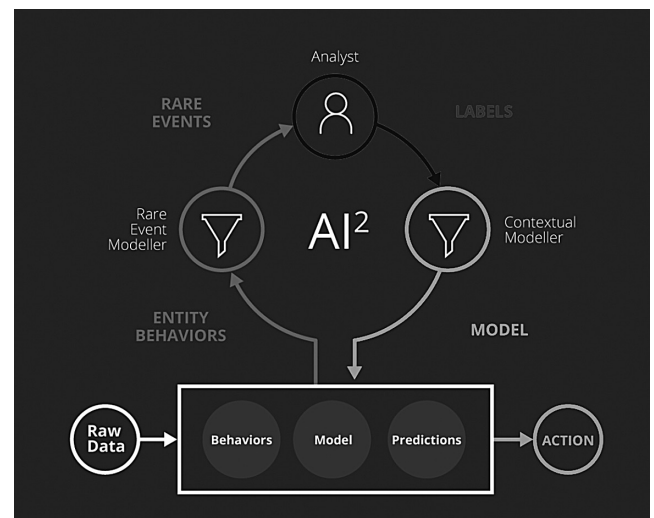 Analyst
RARE
EVENTS
LABELS
Rare
Event
Modeller
AI²
Contextual
Modeller
ENTITY
BEHAVIORS
MODEL
Raw
Data
Behaviors
Model
Predictions
ACTION